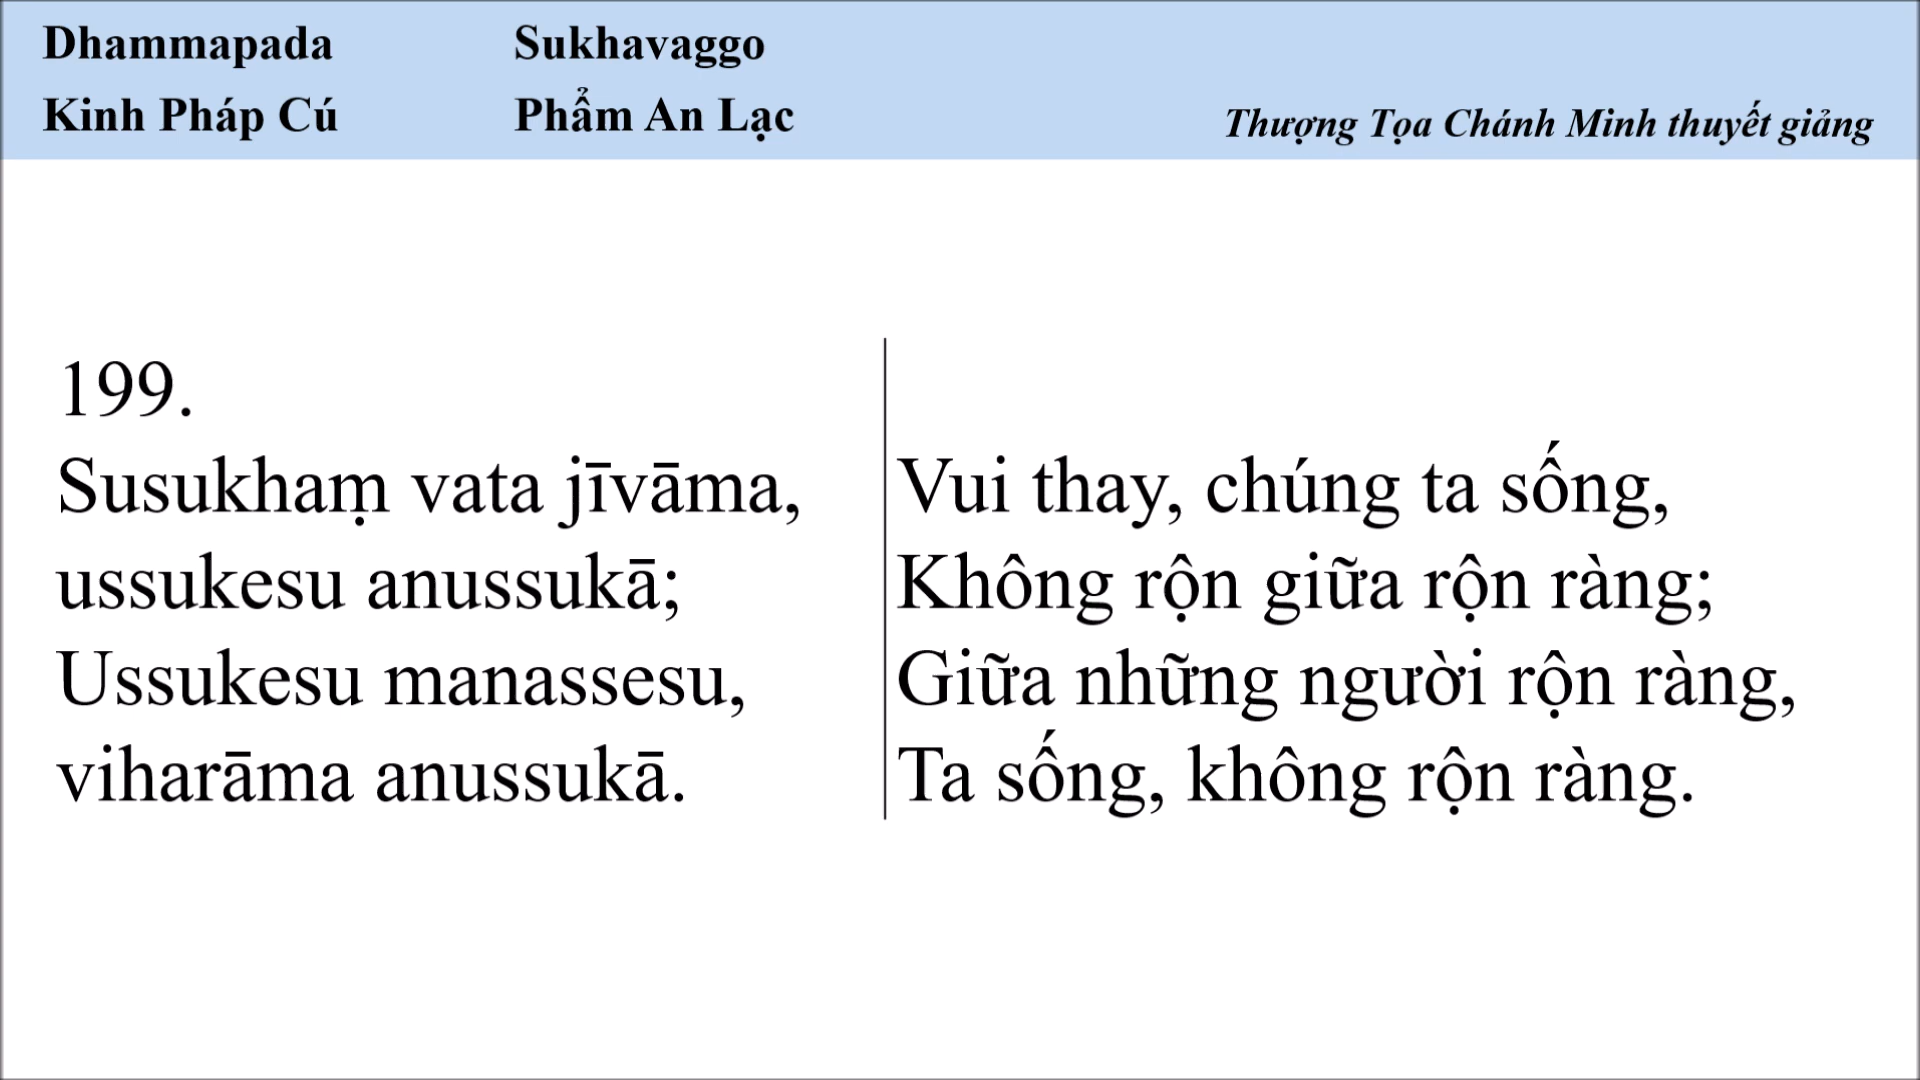 Dhammapada Sukhavaggo
Kinh Pháp Cú Phẩm An Lạc
Thượng Tọa Chánh Minh thuyết giảng
199.
Susukhaṃ vata jīvāma,
ussukesu anussukā;
Ussukesu manassesu,
viharāma anussukā.
Vui thay, chúng ta sống,
Không rộn giữa rộn ràng;
Giữa những người rộn ràng,
Ta sống, không rộn ràng.